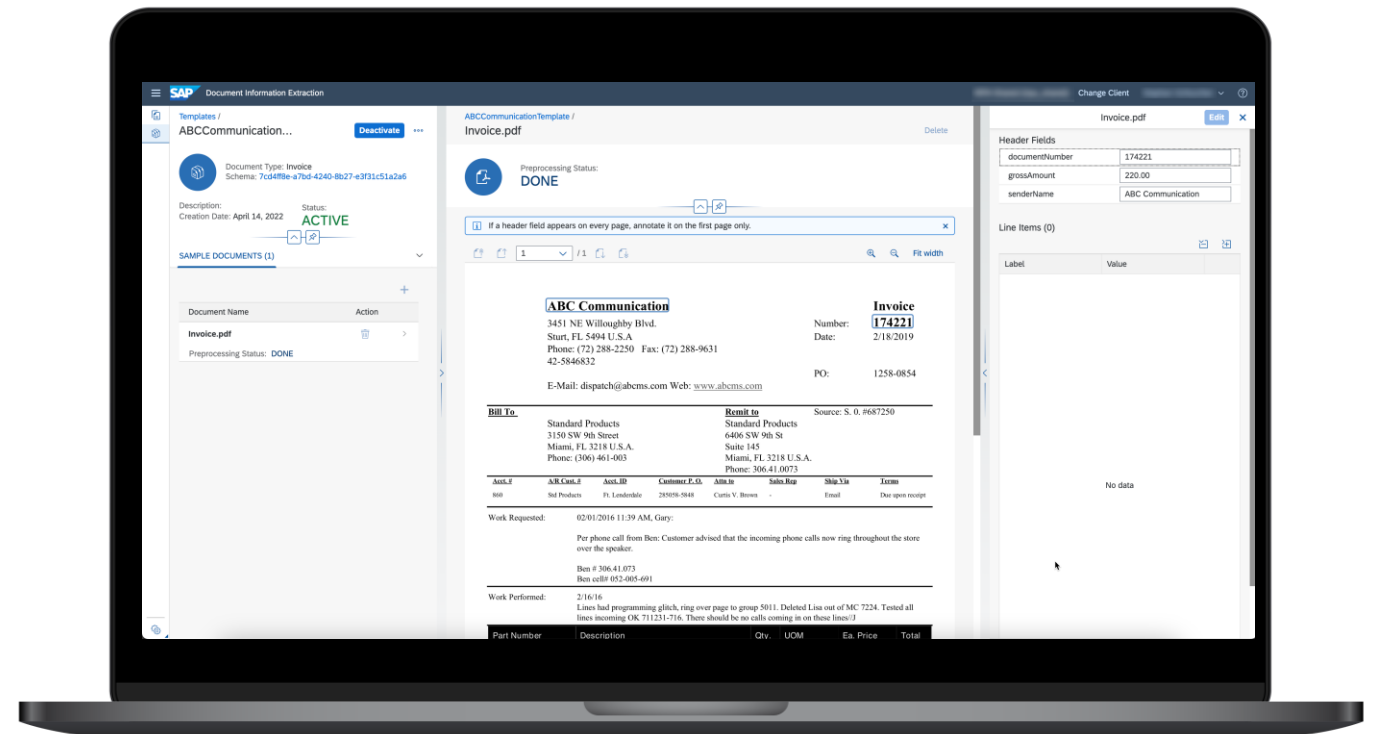 SAP Document Information Extraction
Change Client
Templates /
ABCCommunication...
Deactivate
Document Type: Invoice
Schema: 7cd4ff8e-a7bd-4240-8b27-e3f31c51a2a6
Description:
Creation Date: April 14, 2022
Status:
ACTIVE
SAMPLE DOCUMENTS (1)
Document Name Action
Invoice.pdf
Preprocessing Status: DONE
ABCCommunicationTemplate /
Invoice.pdf
Delete
Preprocessing Status:
DONE
If a header field appears on every page, annotate it on the first page only.
1 / 1
Fit width
ABC Communication
3451 NE Willoughby Blvd.
Sturt, FL 5494 U.S.A
Phone: (72) 288-2250 Fax: (72) 288-9631
42-5846832
E-Mail: dispatch@abcms.com Web: www.abcms.com
Invoice
Number: 174221
Date: 2/18/2019
PO: 1258-0854
Bill To
Standard Products
3150 SW 9th Street
Miami, FL 3218 U.S.A.
Phone: (306) 461-003
Remit to
Standard Products
6406 SW 9th St
Suite 145
Miami, FL 3218 U.S.A.
Phone: 306.41.0073
Source: S. 0. #687250
Acct. # A/R Cust. # Acct. ID Customer P. O. Attn to Sales Rep Ship Via Terms
860 Std Products Ft. Lenderdale 285058-5848 Curtis V. Brown - Email Due upon receipt
Work Requested: 02/01/2016 11:39 AM, Gary:
Per phone call from Ben: Customer advised that the incoming phone calls now ring throughout the store
over the speaker.
Ben # 306.41.073
Ben cell# 052-005-691
Work Performed: 2/16/16
Lines had programming glitch, ring over page to group 5011. Deleted Lisa out of MC 7224. Tested all
lines incoming OK 711231-716. There should be no calls coming in on these lines//J
Part Number Description Qty. UOM Ea. Price Total
Invoice.pdf
Edit
Header Fields
documentNumber 174221
grossAmount 220.00
senderName ABC Communication
Line Items (0)
Label Value
No data